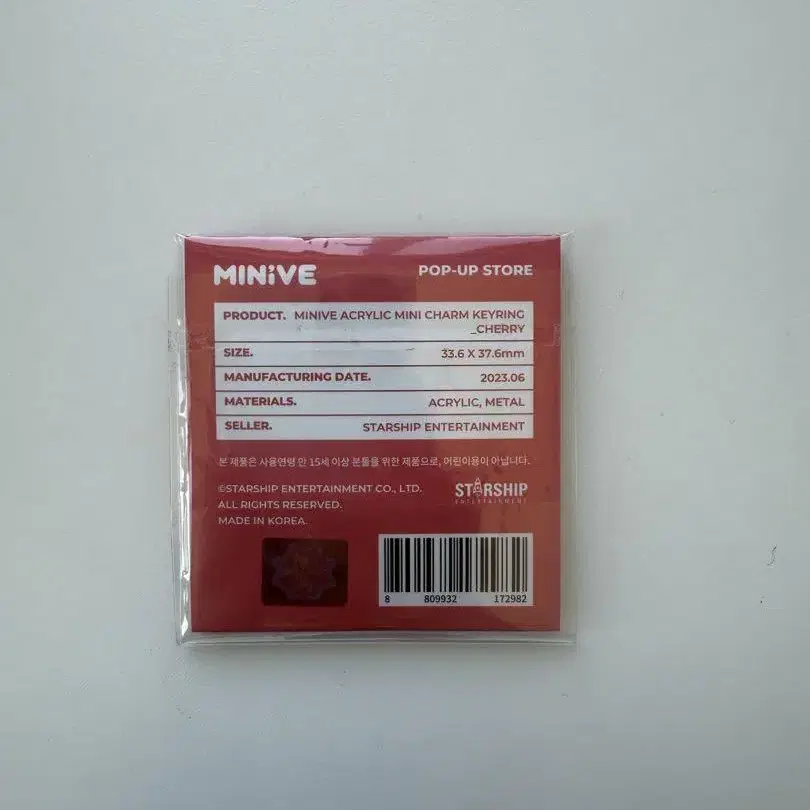 MINiVE
POP-UP STORE
PRODUCT. MINIVE ACRYLIC MINI CHARM KEYRING
_CHERRY
SIZE. 33.6 X 37.6mm
MANUFACTURING DATE. 2023.06
MATERIALS. ACRYLIC, METAL
SELLER. STARSHIP ENTERTAINMENT
본 제품은 사용연령 만 15세 이상 분들을 위한 제품으로, 어린이용이 아닙니다.
©STARSHIP ENTERTAINMENT CO., LTD.
ALL RIGHTS RESERVED.
MADE IN KOREA.
STARSHIP
ENTERTAINMENT
8 809932 172982